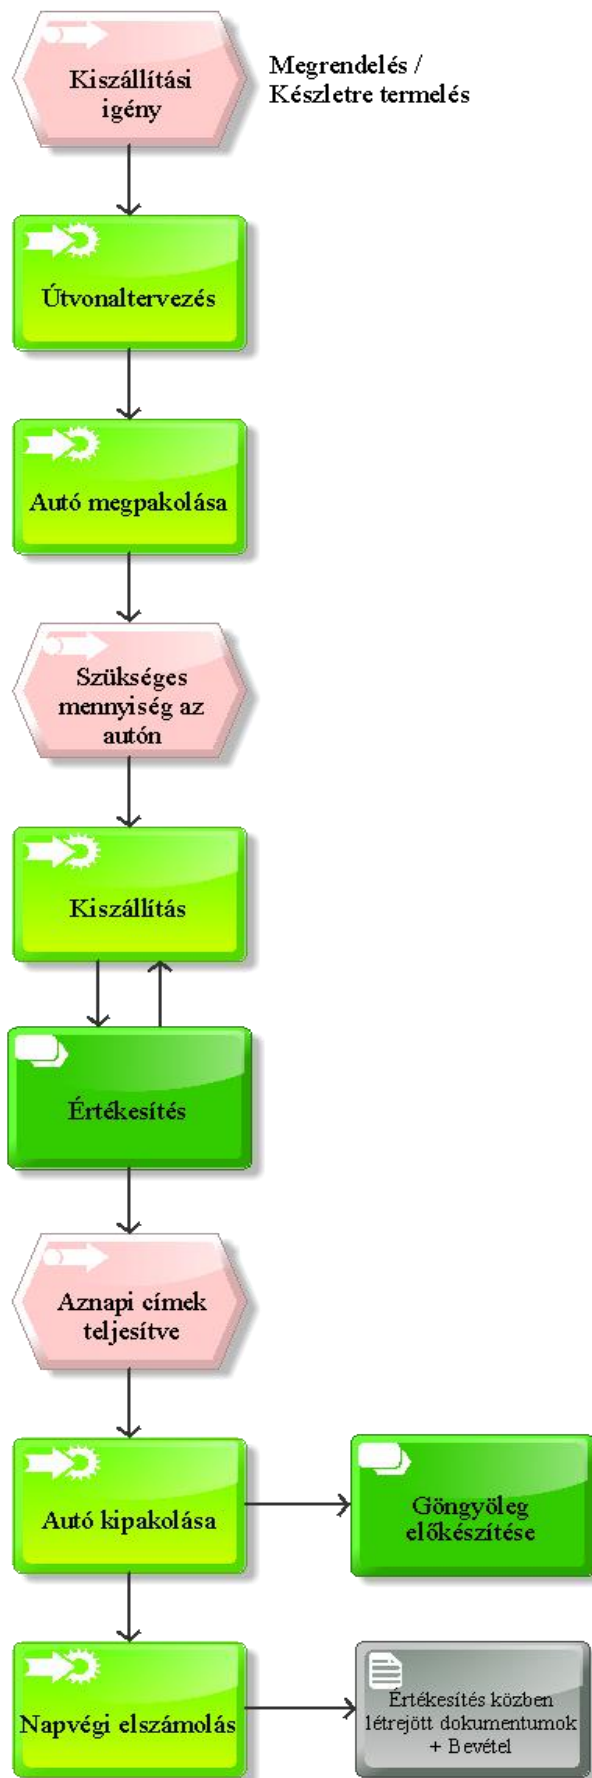 Kiszállítási
igény
Megrendelés /
Készletre termelés
Útvonaltervezés
Autó megpakolása
Szükséges
mennyiség az
autón
Kiszállítás
Értékesítés
Aznapi címek
teljesítve
Autó kipakolása
Göngyöleg
előkészítése
Napvégi elszámolás
Értékesítés közben
létrejött dokumentumok
+ Bevétel